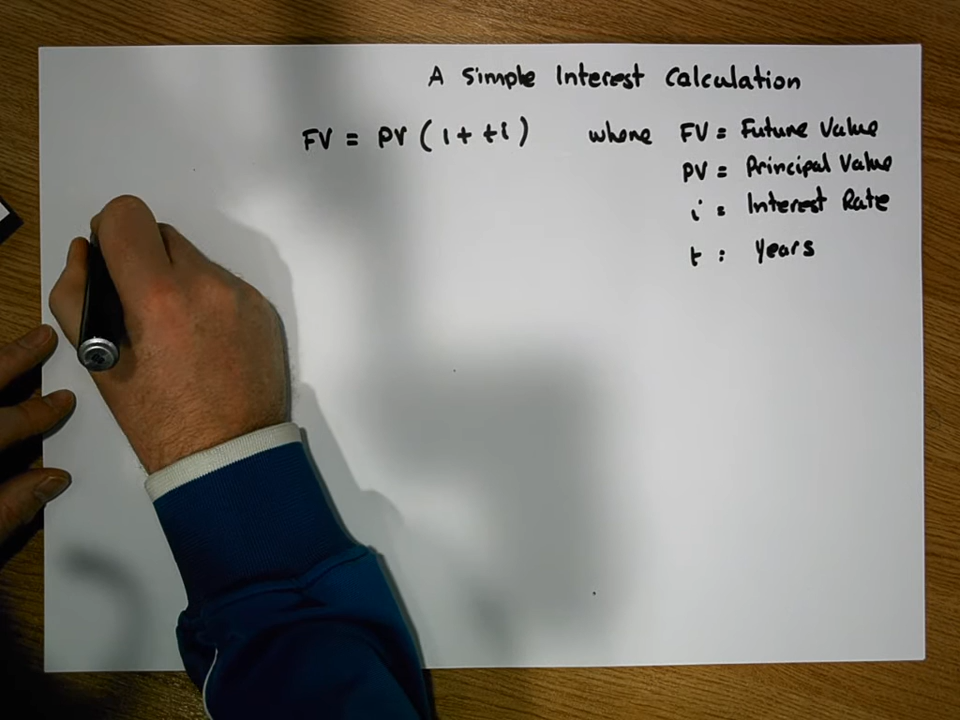 A Simple Interest Calculation
FV = PV ( 1 + ti ) where FV = Future Value
PV = Principal Value
i = Interest Rate
t : Years